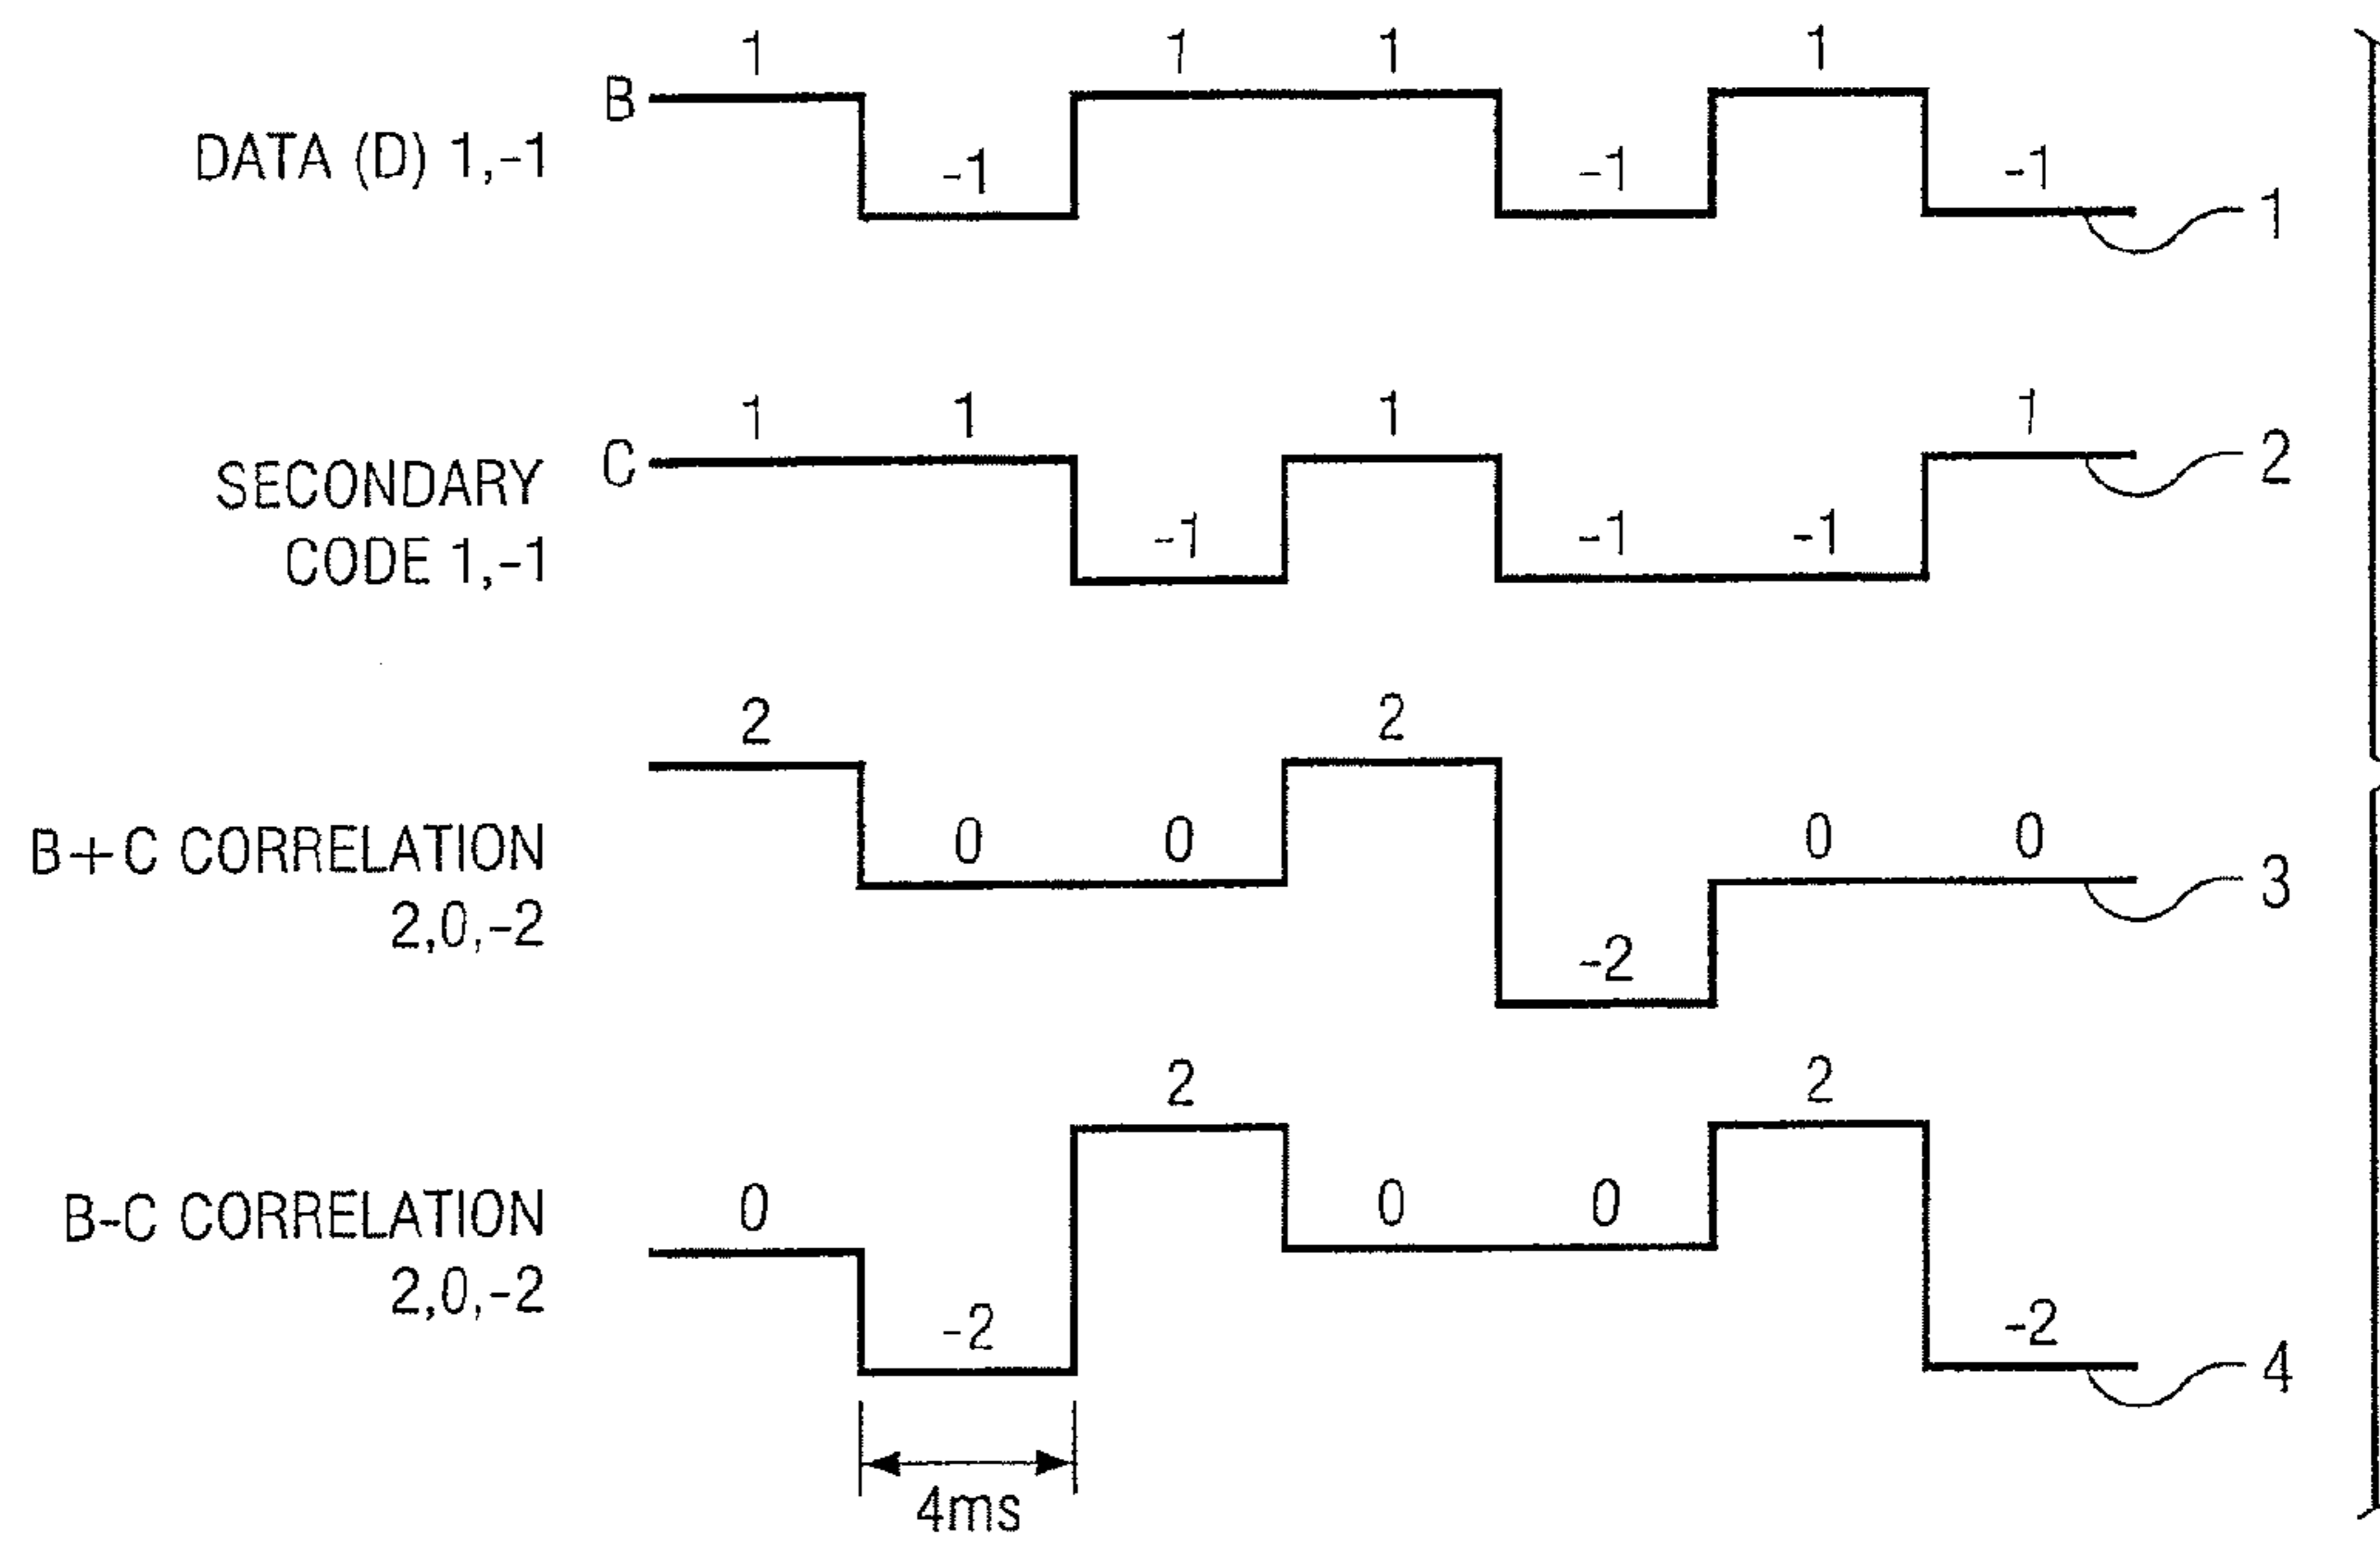 1 1 1 1
B
DATA (D) 1,-1
-1 -1 -1
1
1 1 1 1
C
SECONDARY
CODE 1,-1
-1 -1 -1
2
2 2
B+C CORRELATION
2,0,-2
0 0 0 0
-2
3
2 2
B-C CORRELATION
2,0,-2
0 0 0
-2 -2
4
4ms